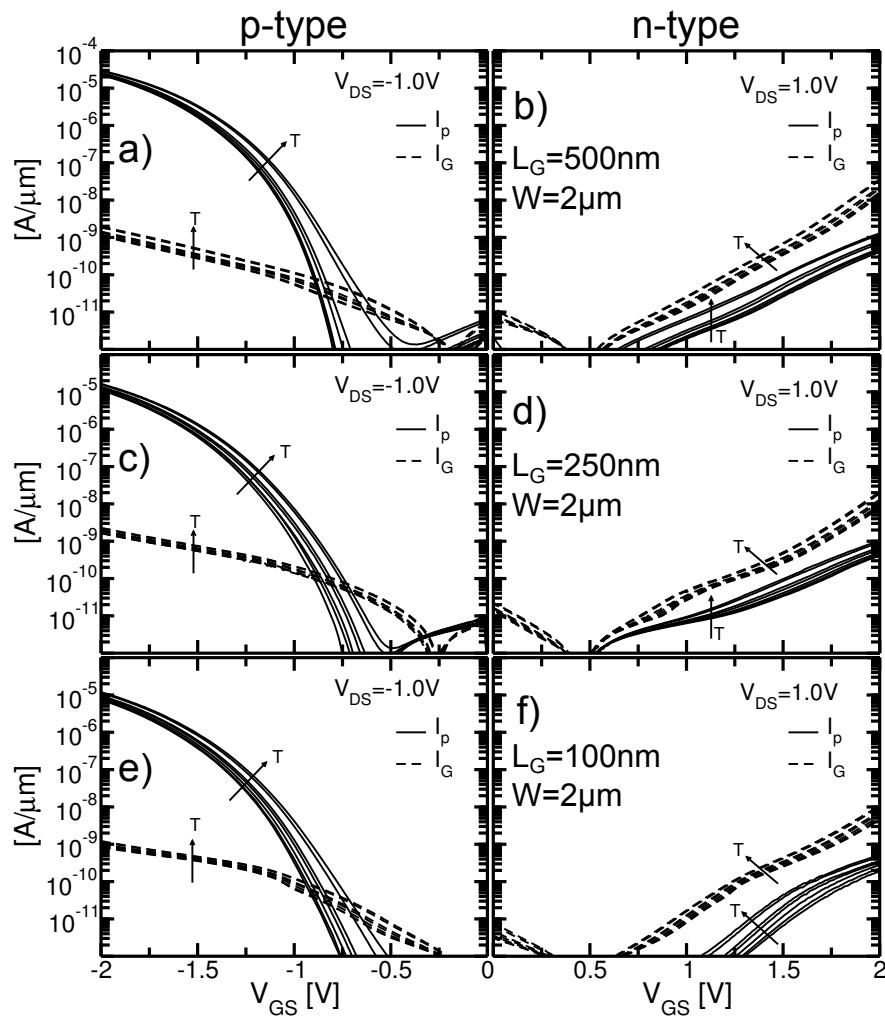 p-type n-type
10^-4
10^-5
10^-6
10^-7
10^-8
10^-9
10^-10
10^-11
[A/μm]
V_DS=-1.0V
I_p
I_G
a)
T
T
V_DS=1.0V
I_p
I_G
b)
L_G=500nm
W=2μm
T
T
10^-5
10^-6
10^-7
10^-8
10^-9
10^-10
10^-11
[A/μm]
V_DS=-1.0V
I_p
I_G
c)
T
T
V_DS=1.0V
I_p
I_G
d)
L_G=250nm
W=2μm
T
T
10^-5
10^-6
10^-7
10^-8
10^-9
10^-10
10^-11
[A/μm]
V_DS=-1.0V
I_p
I_G
e)
T
T
V_DS=1.0V
I_p
I_G
f)
L_G=100nm
W=2μm
T
T
-2 -1.5 -1 -0.5 0 0.5 1 1.5 2
V_GS [V] V_GS [V]